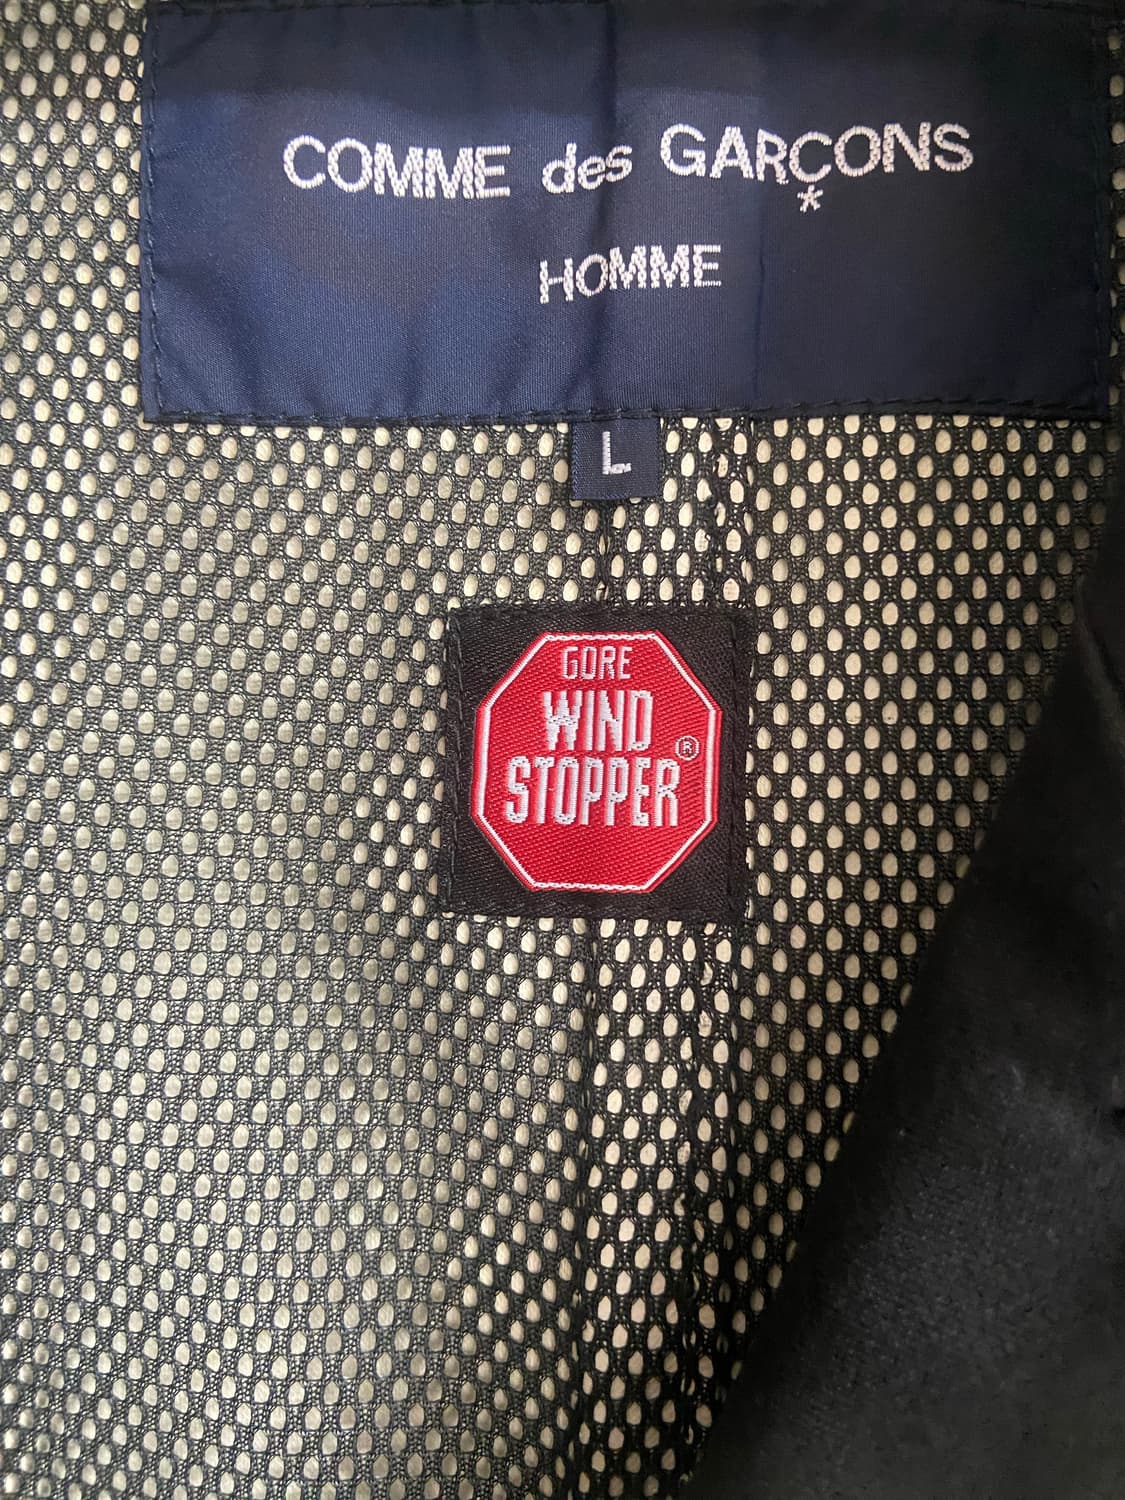 COMME des GARÇONS
*
HOMME
L
GORE
WIND
STOPPER®